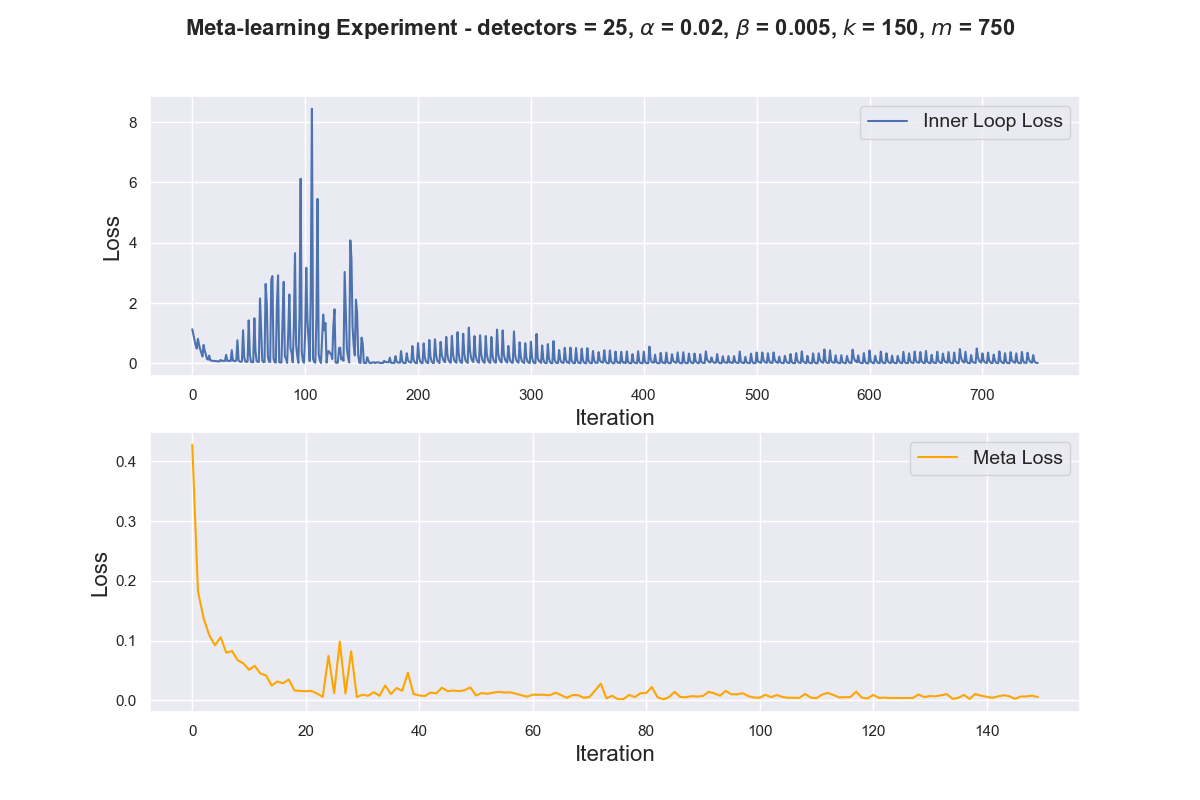 Meta-learning Experiment - detectors = 25, α = 0.02, β = 0.005, k = 150, m = 750
Inner Loop Loss
8
6
4
2
0
Loss
0 100 200 300 400 500 600 700
Iteration
Meta Loss
0.4
0.3
0.2
0.1
0.0
Loss
0 20 40 60 80 100 120 140
Iteration